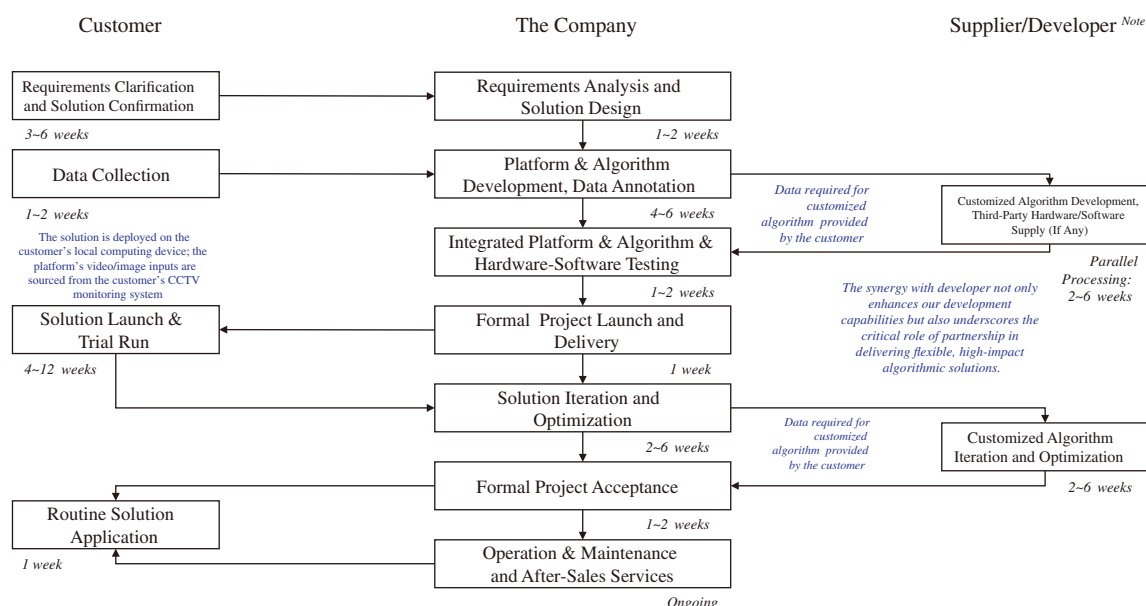 Customer
The Company
Supplier/Developer Note
Requirements Clarification
and Solution Confirmation
3~6 weeks
Requirements Analysis and
Solution Design
1~2 weeks
Data Collection
1~2 weeks
Platform & Algorithm
Development, Data Annotation
4~6 weeks
Data required for
customized
algorithm provided
by the customer
Customized Algorithm Development,
Third-Party Hardware/Software
Supply (If Any)
Parallel
Processing:
2~6 weeks
The solution is deployed on the
customer's local computing device; the
platform's video/image inputs are
sourced from the customer's CCTV
monitoring system
Integrated Platform & Algorithm &
Hardware-Software Testing
1~2 weeks
The synergy with developer not only
enhances our development
capabilities but also underscores the
critical role of partnership in
delivering flexible, high-impact
algorithmic solutions.
Solution Launch &
Trial Run
4~12 weeks
Formal Project Launch and
Delivery
1 week
Solution Iteration and
Optimization
2~6 weeks
Data required for
customized
algorithm provided
by the customer
Customized Algorithm
Iteration and Optimization
2~6 weeks
Formal Project Acceptance
1~2 weeks
Routine Solution
Application
1 week
Operation & Maintenance
and After-Sales Services
Ongoing